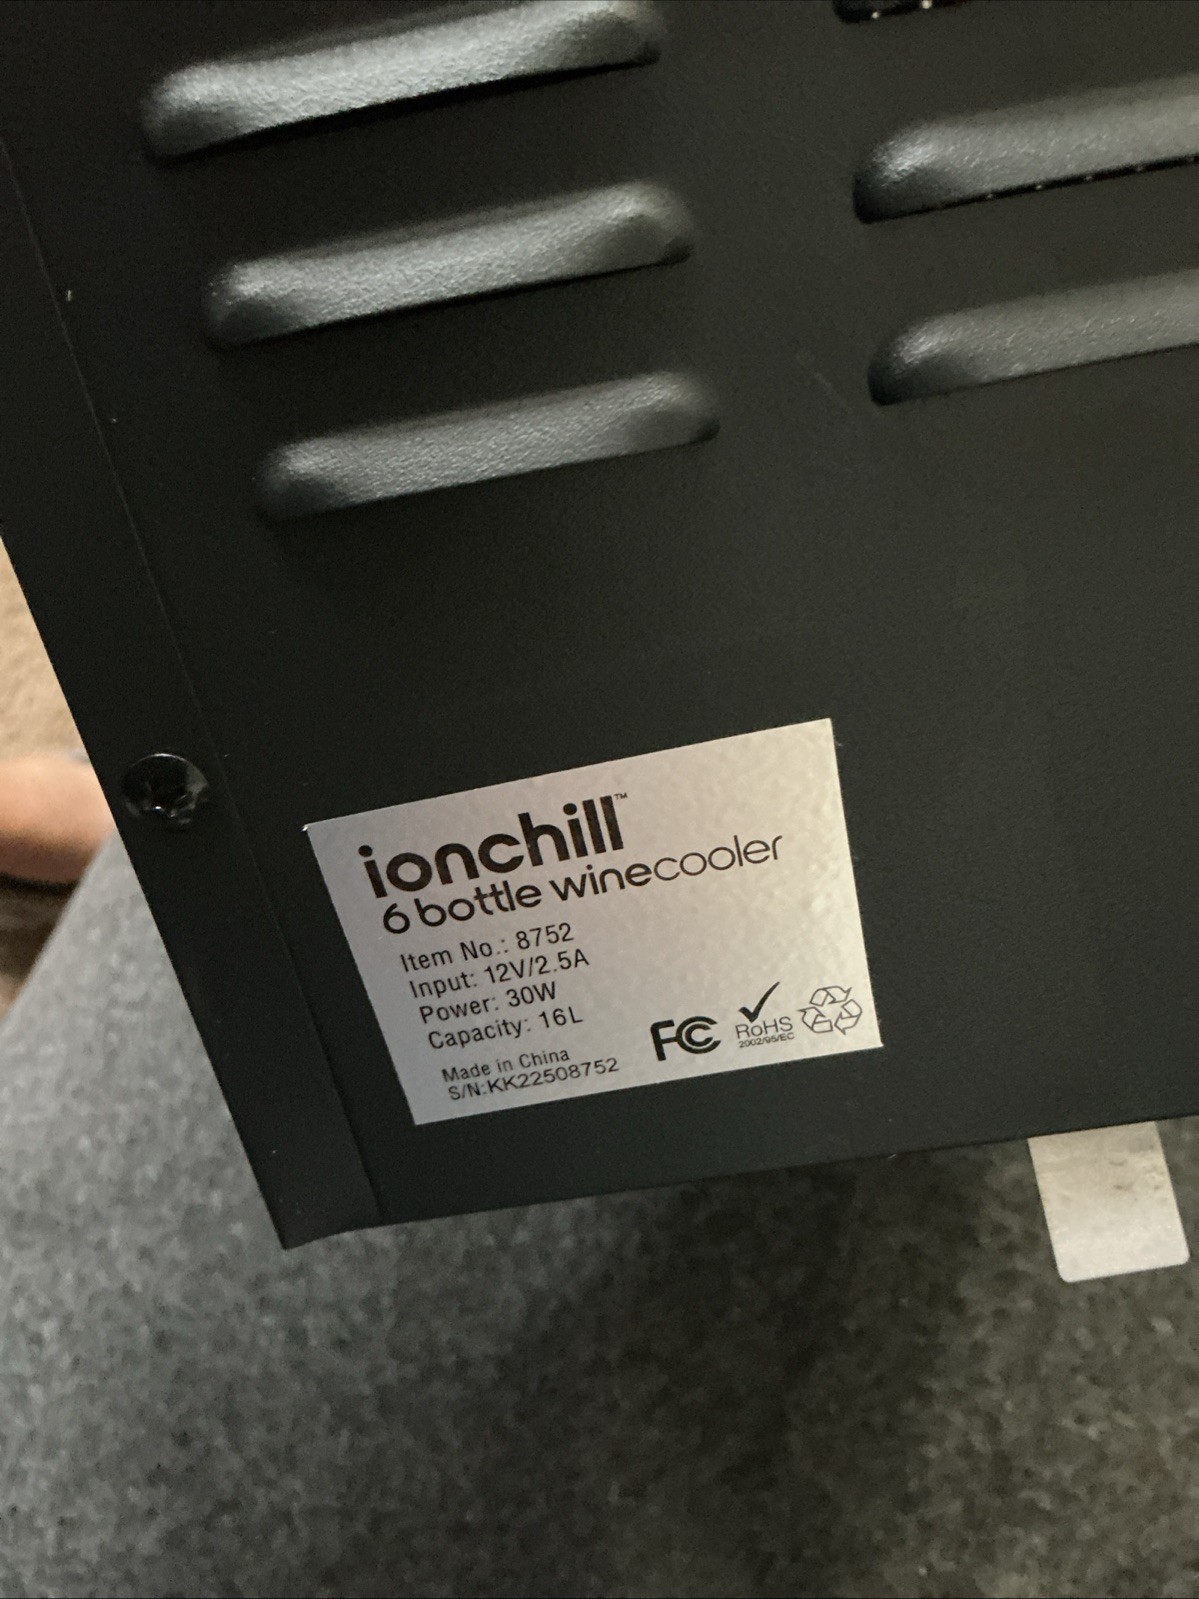 ionchill™
6 bottle winecooler
Item No.: 8752
Input: 12V/2.5A
Power: 30W
Capacity: 16L
Made in China
S/N:KK22508752
FC
RoHS
2002/95/EC